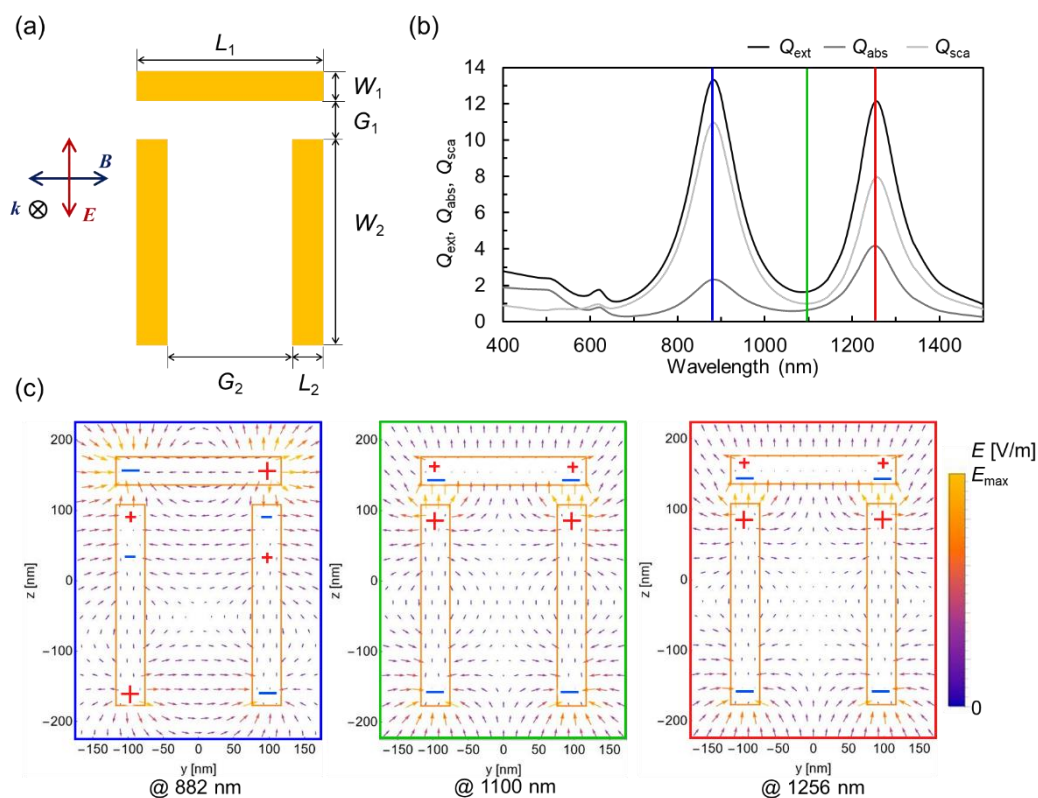 (a)
L₁
W₁
G₁
B
k
E
W₂
G₂
L₂
(b)
Qext Qabs Qsca
Qext, Qabs, Qsca
14
12
10
8
6
4
2
0
400 600 800 1000 1200 1400
Wavelength (nm)
(c)
z [nm]
200
100
0
−100
−200
− +
+ −
− +
+ −
−150 −100 −50 0 50 100 150
y [nm]
@ 882 nm
z [nm]
200
100
0
−100
−200
+ +
− −
+ +
− −
−150 −100 −50 0 50 100 150
y [nm]
@ 1100 nm
z [nm]
200
100
0
−100
−200
+ +
− −
+ +
− −
−150 −100 −50 0 50 100 150
y [nm]
@ 1256 nm
E [V/m]
Emax
0